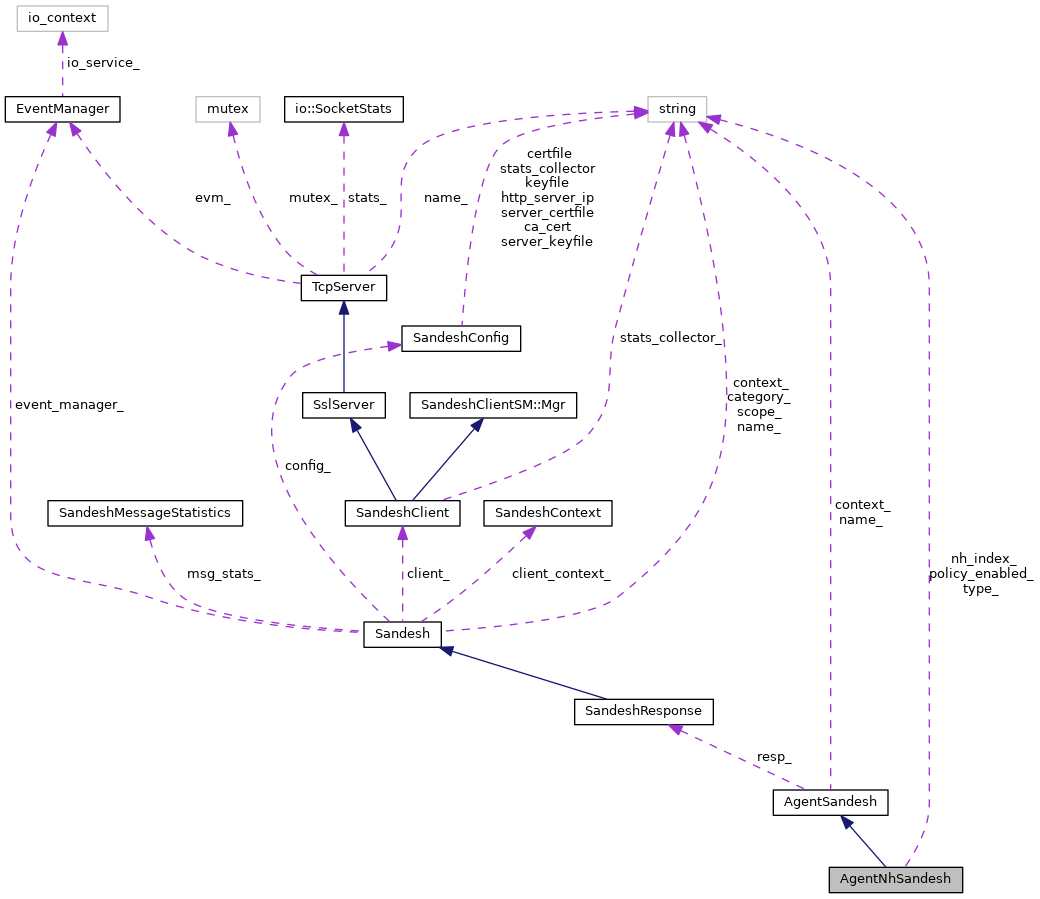 io_context
io_service_
EventManager
mutex
io::SocketStats
string
certfile
stats_collector
keyfile
http_server_ip
server_certfile
ca_cert
server_keyfile
evm_
mutex_
stats_
name_
TcpServer
SandeshConfig
stats_collector_
context_
category_
scope_
name_
event_manager_
SslServer
SandeshClientSM::Mgr
config_
SandeshMessageStatistics
SandeshClient
SandeshContext
context_
name_
msg_stats_
client_
client_context_
nh_index_
policy_enabled_
type_
Sandesh
SandeshResponse
resp_
AgentSandesh
AgentNhSandesh